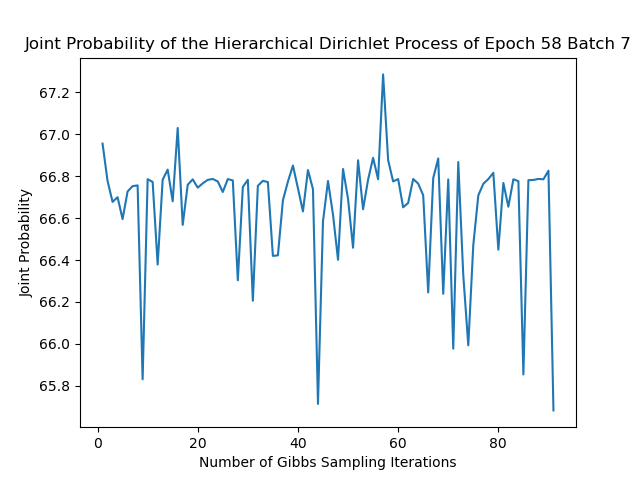 Joint Probability of the Hierarchical Dirichlet Process of Epoch 58 Batch 7
67.2
67.0
66.8
66.6
66.4
66.2
66.0
65.8
Joint Probability
0 20 40 60 80
Number of Gibbs Sampling Iterations